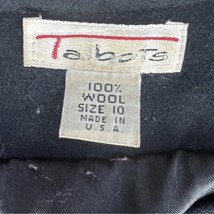 Talbots
100%
WOOL
SIZE 10
MADE IN
U.S.A.